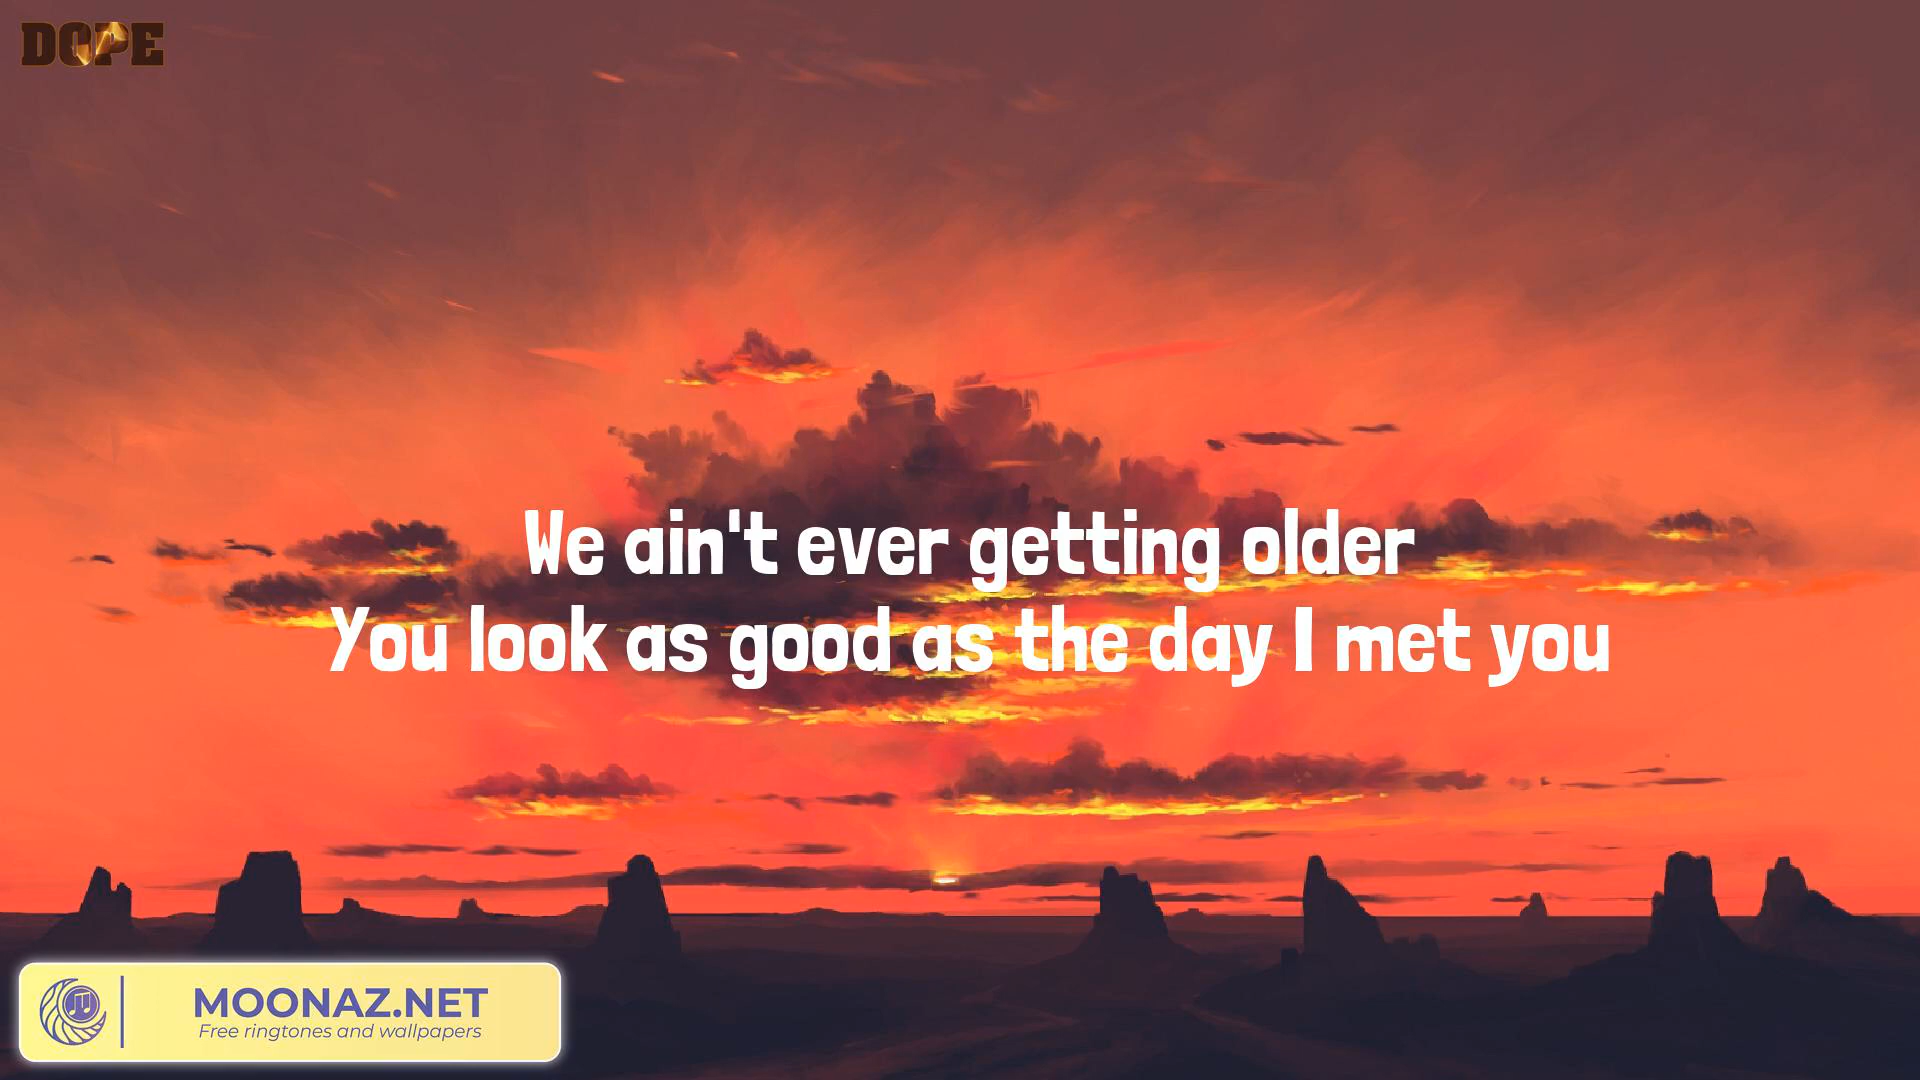 DOPE
We ain't ever getting older
You look as good as the day I met you
MOONAZ.NET
Free ringtones and wallpapers